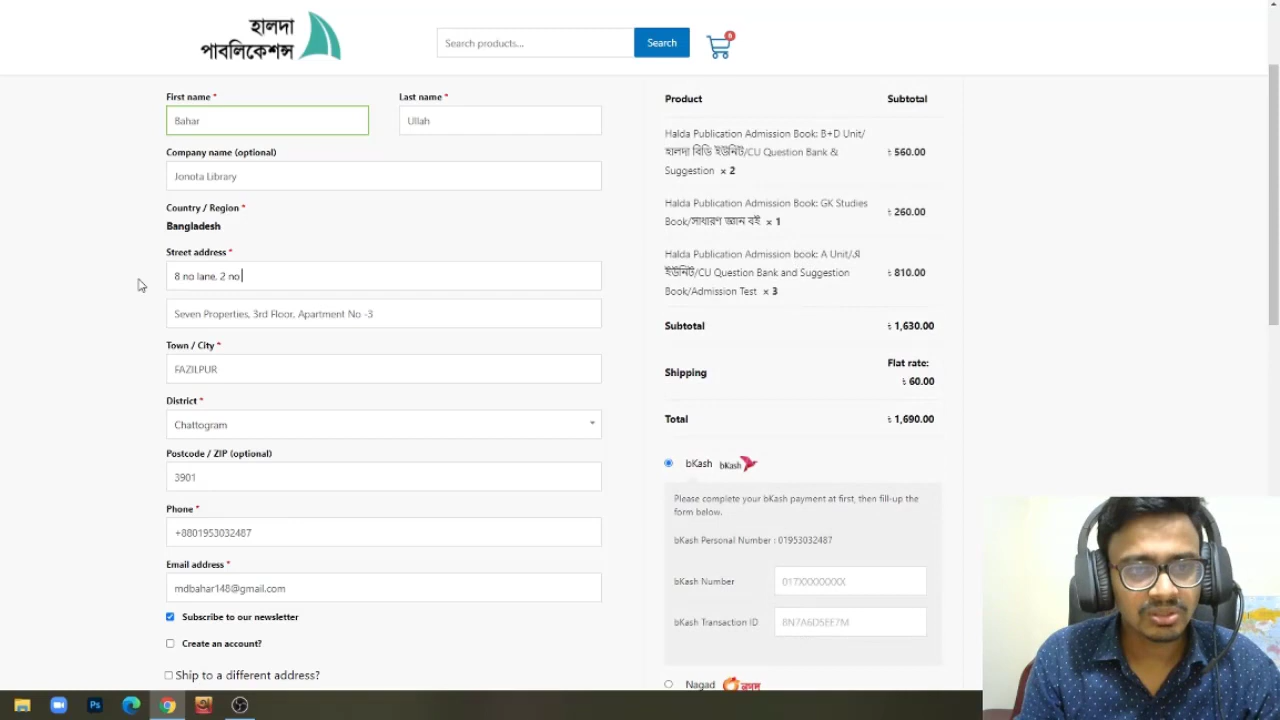 হালদা
পাবলিকেশন্স
Search products...
Search
6
First name *
Last name *
Bahar
Ullah
Company name (optional)
Jonota Library
Country / Region *
Bangladesh
Street address *
8 no lane, 2 no
Seven Properties, 3rd Floor, Apartment No -3
Town / City *
FAZILPUR
District *
Chattogram
Postcode / ZIP (optional)
3901
Phone *
+8801953032487
Email address *
mdbahar148@gmail.com
Subscribe to our newsletter
Create an account?
Ship to a different address?
Product
Subtotal
Halda Publication Admission Book: B+D Unit/
হালদা বিডি ইউনিট/CU Question Bank &
Suggestion × 2
৳ 560.00
Halda Publication Admission Book: GK Studies
Book/সাধারণ জ্ঞান বই × 1
৳ 260.00
Halda Publication Admission book: A Unit/এ
ইউনিট/CU Question Bank and Suggestion
Book/Admission Test × 3
৳ 810.00
Subtotal
৳ 1,630.00
Shipping
Flat rate:
৳ 60.00
Total
৳ 1,690.00
bKash bKash
Please complete your bKash payment at first, then fill-up the
form below.
bKash Personal Number : 01953032487
bKash Number
017XXXXXXXX
bKash Transaction ID
8N7A6D5EE7M
Nagad নগদ
Ps